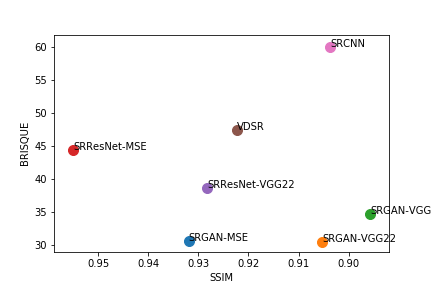 60
55
50
45
40
35
30
BRISQUE
SRCNN
VDSR
SRResNet-MSE
SRResNet-VGG22
SRGAN-VGG
SRGAN-MSE
SRGAN-VGG22
0.95
0.94
0.93
0.92
0.91
0.90
SSIM